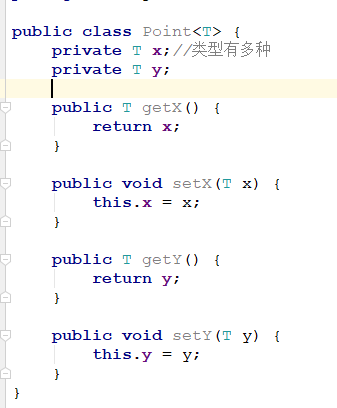 public class Point<T> {
    private T x;//类型有多种
    private T y;

    public T getX() {
        return x;
    }

    public void setX(T x) {
        this.x = x;
    }

    public T getY() {
        return y;
    }

    public void setY(T y) {
        this.y = y;
    }
}